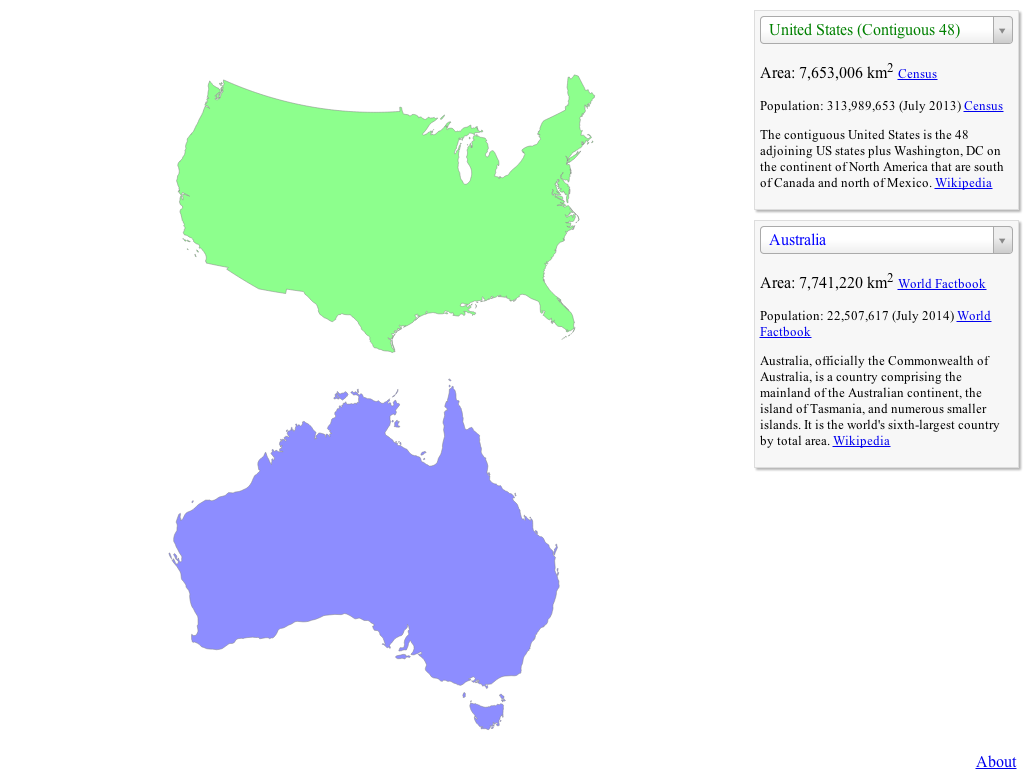 United States (Contiguous 48)
Area: 7,653,006 km2 Census
Population: 313,989,653 (July 2013) Census
The contiguous United States is the 48
adjoining US states plus Washington, DC on
the continent of North America that are south
of Canada and north of Mexico. Wikipedia
Australia
Area: 7,741,220 km2 World Factbook
Population: 22,507,617 (July 2014) World
Factbook
Australia, officially the Commonwealth of
Australia, is a country comprising the
mainland of the Australian continent, the
island of Tasmania, and numerous smaller
islands. It is the world's sixth-largest country
by total area. Wikipedia
About